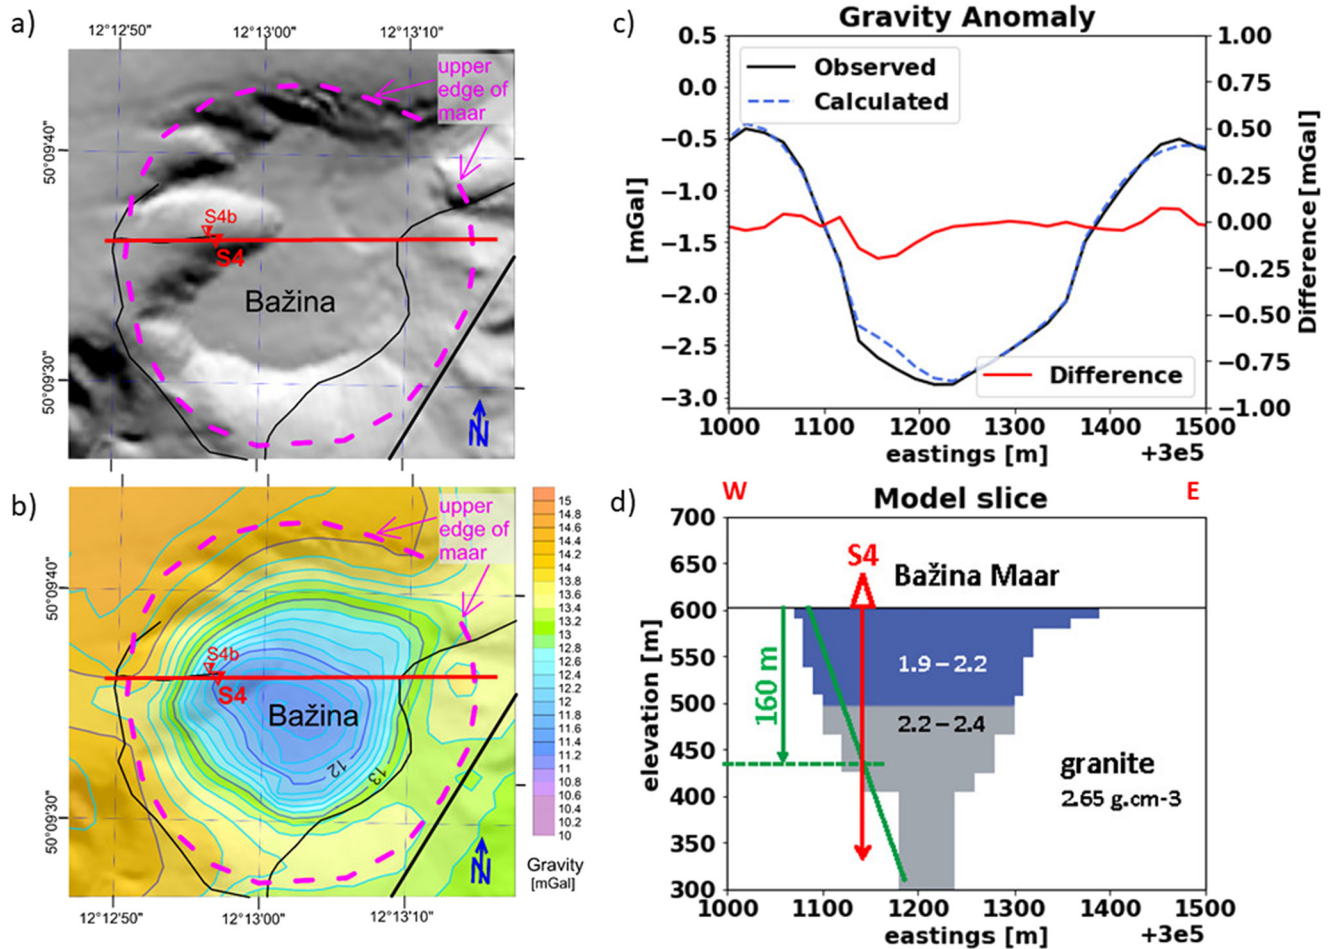 a)
12°12'50"
12°13'00"
12°13'10"
upper
edge of
maar
50°09'40"
S4b
S4
Bažina
50°09'30"
N
b)
upper
edge of
maar
50°09'40"
S4b
S4
Bažina
12
13
50°09'30"
N
12°12'50"
12°13'00"
12°13'10"
15
14.8
14.6
14.4
14.2
14
13.8
13.6
13.4
13.2
13
12.8
12.6
12.4
12.2
12
11.8
11.6
11.4
11.2
11
10.8
10.6
10.4
10.2
10
Gravity
[mGal]
c)
Gravity Anomaly
0.5
0.0
−0.5
−1.0
−1.5
−2.0
−2.5
−3.0
[mGal]
Observed
Calculated
Difference
1.00
0.75
0.50
0.25
0.00
−0.25
−0.50
−0.75
−1.00
Difference [mGal]
1000 1100 1200 1300 1400 1500
eastings [m]
+3e5
d)
W
E
Model slice
700
650
600
550
500
450
400
350
300
elevation [m]
S4
Bažina Maar
160 m
1.9 – 2.2
2.2 – 2.4
granite
2.65 g.cm-3
1000 1100 1200 1300 1400 1500
eastings [m]
+3e5